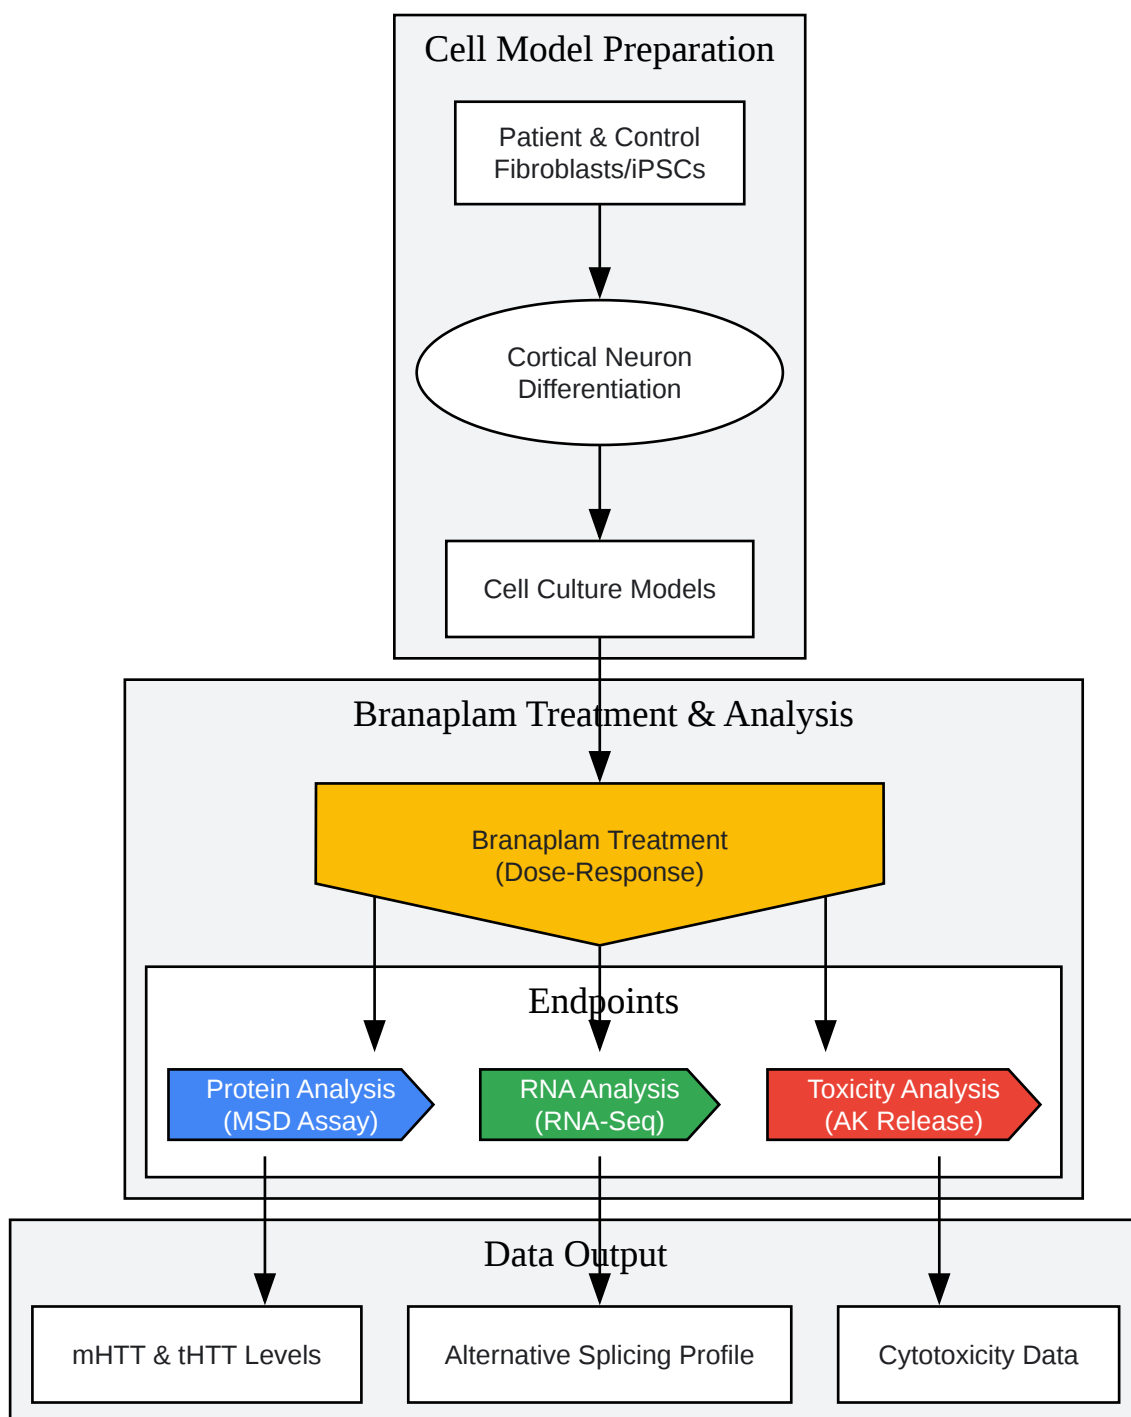 Cell Model Preparation
Patient & Control
Fibroblasts/iPSCs
Cortical Neuron
Differentiation
Cell Culture Models
Branaplam Treatment & Analysis
Branaplam Treatment
(Dose-Response)
Endpoints
Protein Analysis
(MSD Assay)
RNA Analysis
(RNA-Seq)
Toxicity Analysis
(AK Release)
Data Output
mHTT & tHTT Levels
Alternative Splicing Profile
Cytotoxicity Data